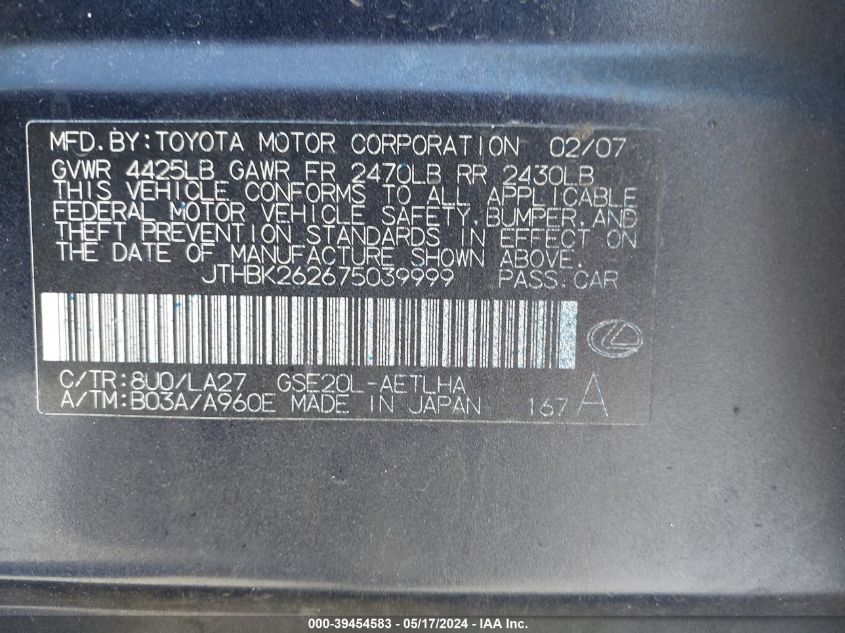 MFD.BY:TOYOTA MOTOR CORPORATION 02/07
GVWR 4425LB GAWR FR 2470LB RR 2430LB
THIS VEHICLE CONFORMS TO ALL APPLICABLE
FEDERAL MOTOR VEHICLE SAFETY,BUMPER,AND
THEFT PREVENTION STANDARDS IN EFFECT ON
THE DATE OF MANUFACTURE SHOWN ABOVE.
JTHBK262675039999 PASS.CAR
C/TR:8U0/LA27 GSE20L-AETLHA
A/TM:B03A/A960E MADE IN JAPAN 167 A
000-39454583 - 05/17/2024 - IAA Inc.